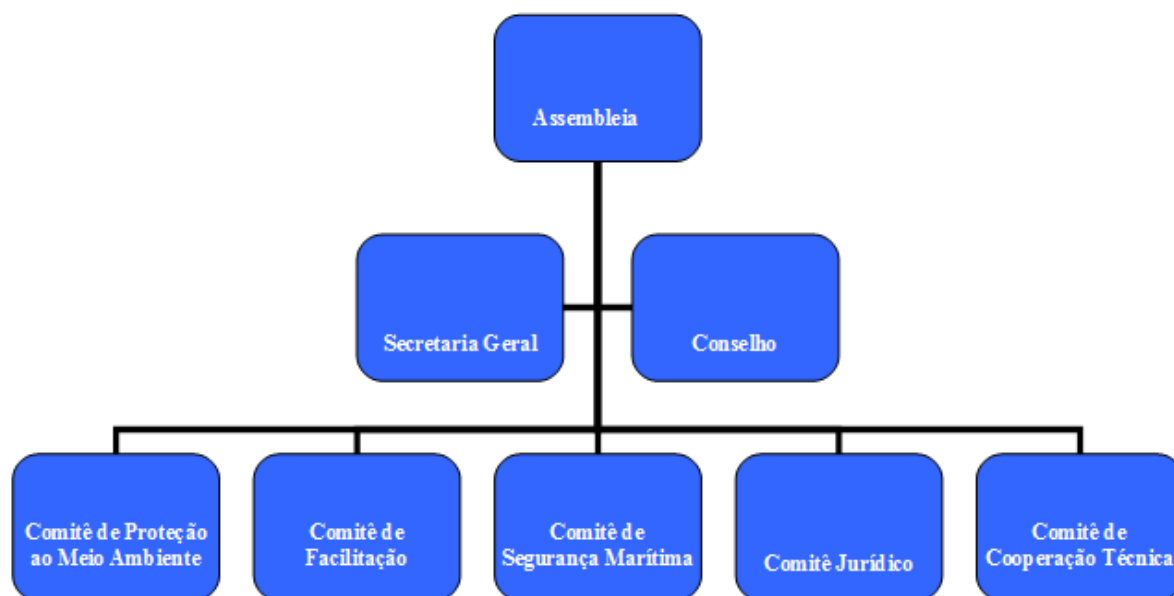 Assembleia
Secretaria Geral
Conselho
Comitê de Proteção
ao Meio Ambiente
Comitê de
Facilitação
Comitê de
Segurança Marítima
Comitê Jurídico
Comitê de
Cooperação Técnica